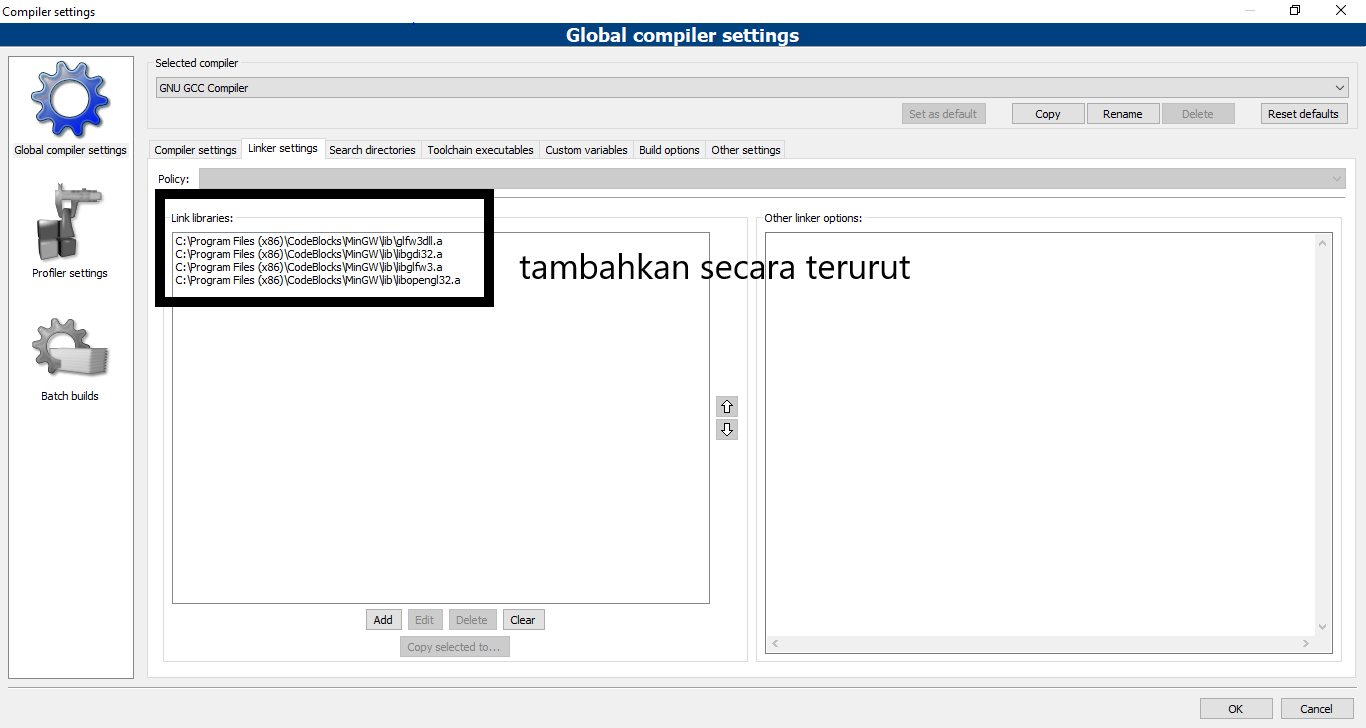 Compiler settings
Global compiler settings
Global compiler settings
Profiler settings
Batch builds
Selected compiler
GNU GCC Compiler
Set as default Copy Rename Delete Reset defaults
Compiler settings Linker settings Search directories Toolchain executables Custom variables Build options Other settings
Policy:
Link libraries:
C:\Program Files (x86)\CodeBlocks\MinGW\lib\glfw3dll.a
C:\Program Files (x86)\CodeBlocks\MinGW\lib\libgdi32.a
C:\Program Files (x86)\CodeBlocks\MinGW\lib\libglfw3.a
C:\Program Files (x86)\CodeBlocks\MinGW\lib\libopengl32.a
tambahkan secara terurut
Add Edit Delete Clear
Copy selected to...
Other linker options:
OK Cancel